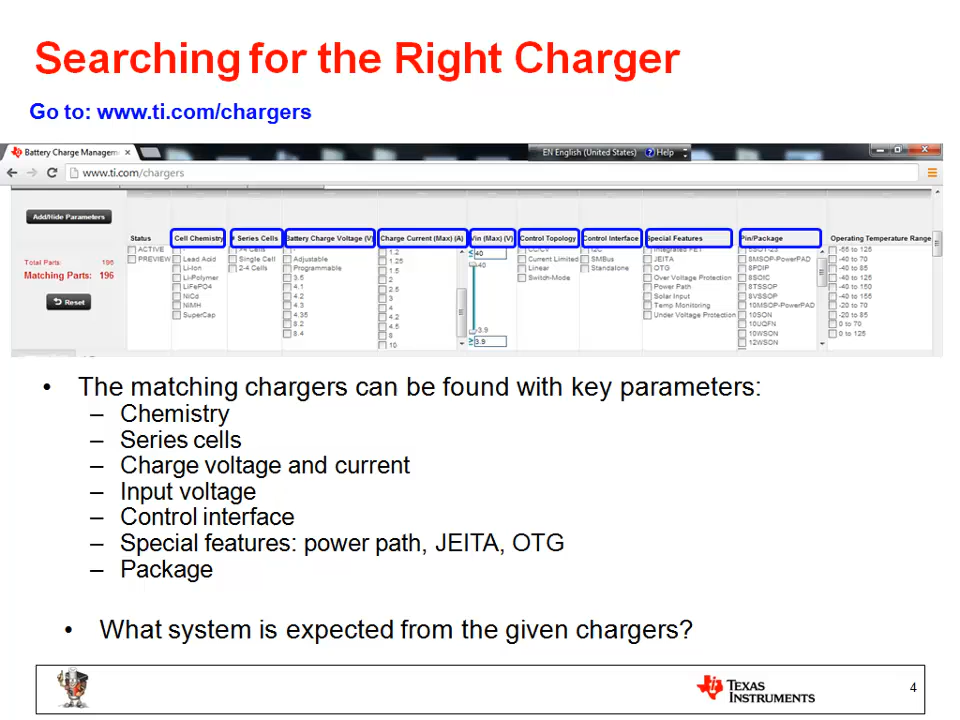 Searching for the Right Charger
Go to: www.ti.com/chargers
Battery Charge Managem
EN English (United States) Help
www.ti.com/chargers
Add/Hide Parameters
Total Parts: 196
Matching Parts: 196
Reset
Status
ACTIVE
PREVIEW
Cell Chemistry
Lead Acid
Li-Ion
Li-Polymer
LiFePO4
NiCd
NiMH
SuperCap
# Series Cells
Single Cell
2-4 Cells
Battery Charge Voltage (V)
Adjustable
Programmable
3.5
4.1
4.2
4.3
4.35
8.2
8.4
Charge Current (Max) (A)
1.2
1.25
1.5
2
2.5
3
4
4.2
4.5
8
10
Vin (Max) (V)
≤ 40
40
3.9
≥ 3.9
Control Topology
CC/CV
Current Limited
Linear
Switch-Mode
Control Interface
I2C
SMBus
Standalone
Special Features
Integrated FET
JEITA
OTG
Over Voltage Protection
Power Path
Solar Input
Temp Monitoring
Under Voltage Protection
Pin/Package
8MSOP-PowerPAD
8PDIP
8SOIC
8TSSOP
8VSSOP
10MSOP-PowerPAD
10SON
10UQFN
10WSON
12WSON
Operating Temperature Range
-55 to 125
-40 to 70
-40 to 85
-40 to 125
-40 to 150
-40 to 155
-20 to 70
-20 to 85
0 to 70
0 to 125
• The matching chargers can be found with key parameters:
– Chemistry
– Series cells
– Charge voltage and current
– Input voltage
– Control interface
– Special features: power path, JEITA, OTG
– Package
• What system is expected from the given chargers?
TEXAS
INSTRUMENTS
4